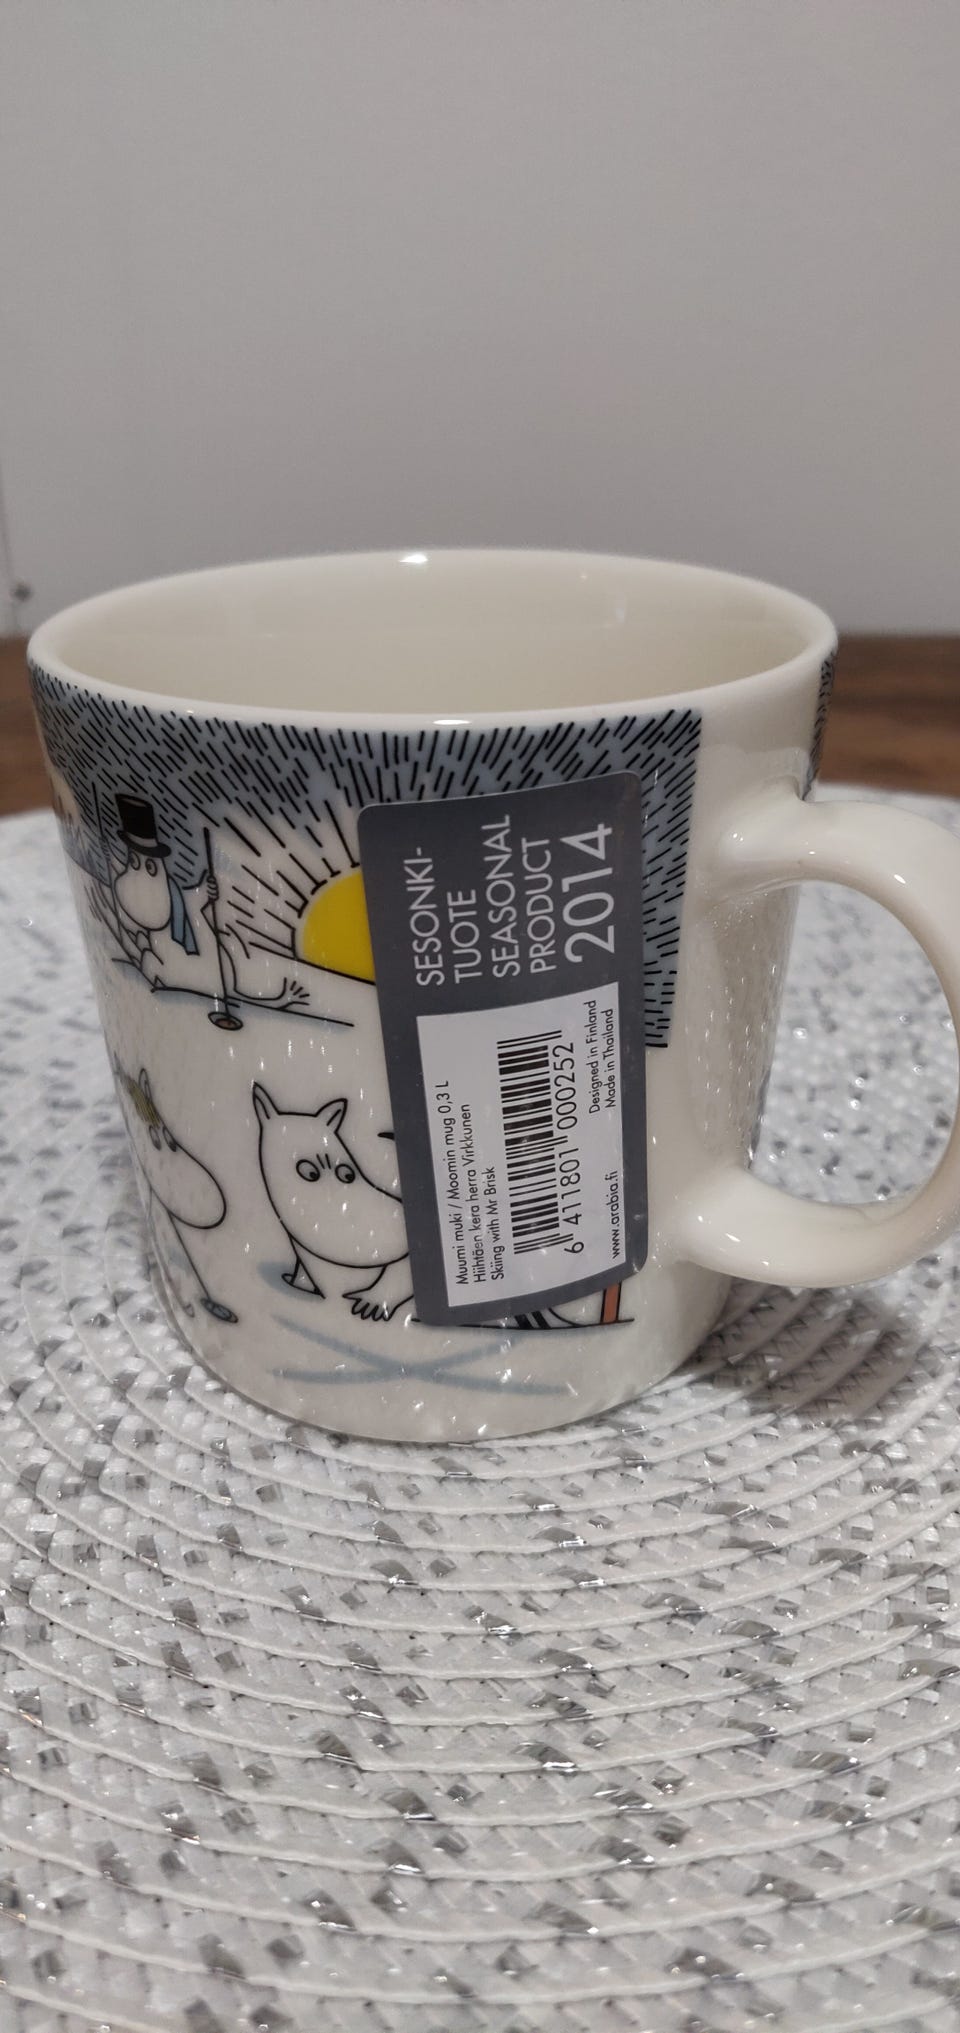 SESONKI-
TUOTE
SEASONAL
PRODUCT
2014
Muumi muki / Moomin mug 0,3 L
Hiihtäen kera herra Virkkunen
Skiing with Mr Brisk
6 411801 000252
Designed in Finland
Made in Thailand
www.arabia.fi